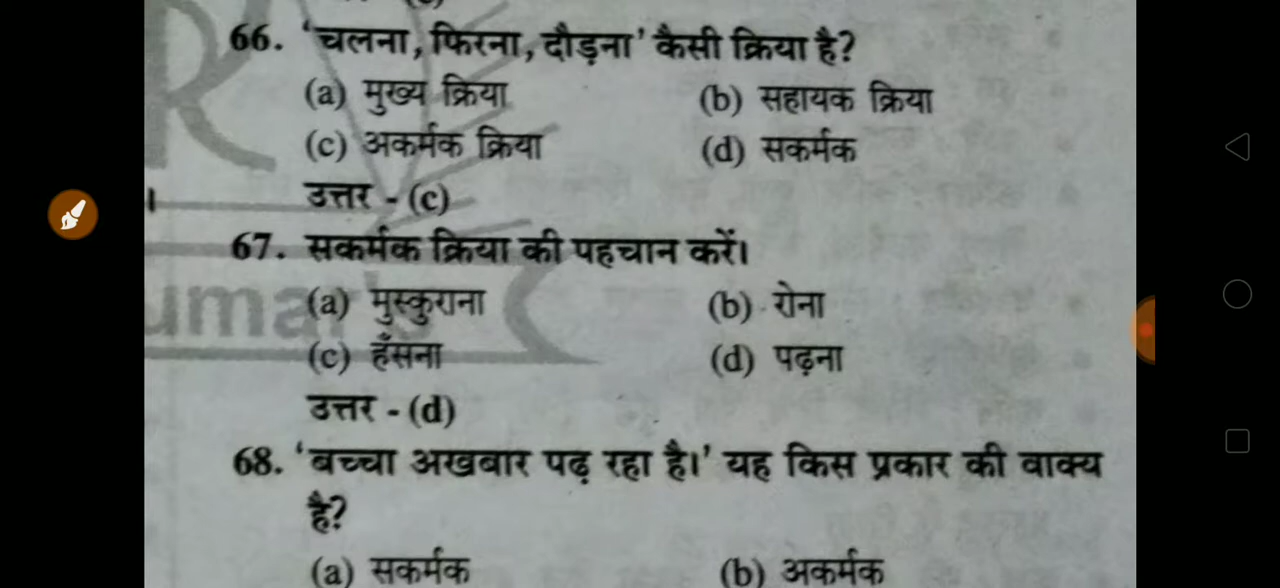 66. 'चलना, फिरना, दौड़ना' कैसी क्रिया है?
(a) मुख्य क्रिया (b) सहायक क्रिया
(c) अकर्मक क्रिया (d) सकर्मक
उत्तर - (c)
67. सकर्मक क्रिया की पहचान करें।
(a) मुस्कुराना (b) रोना
(c) हँसना (d) पढ़ना
उत्तर - (d)
68. 'बच्चा अखबार पढ़ रहा है।' यह किस प्रकार की वाक्य
है?
(a) सकर्मक (b) अकर्मक